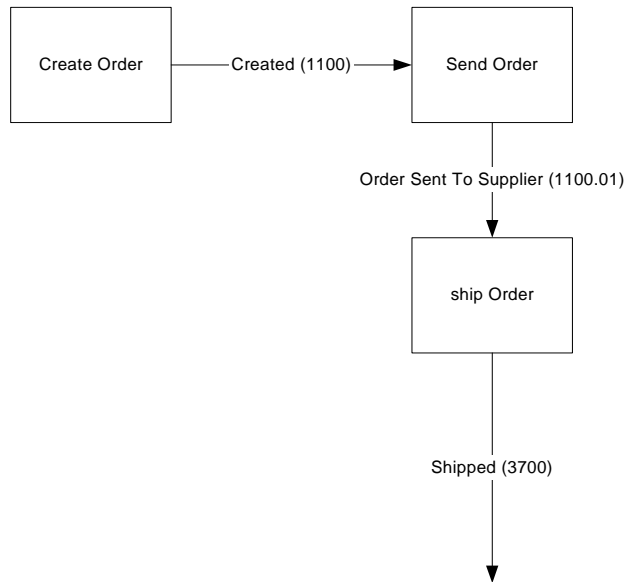 Create Order
Created (1100)
Send Order
Order Sent To Supplier (1100.01)
ship Order
Shipped (3700)